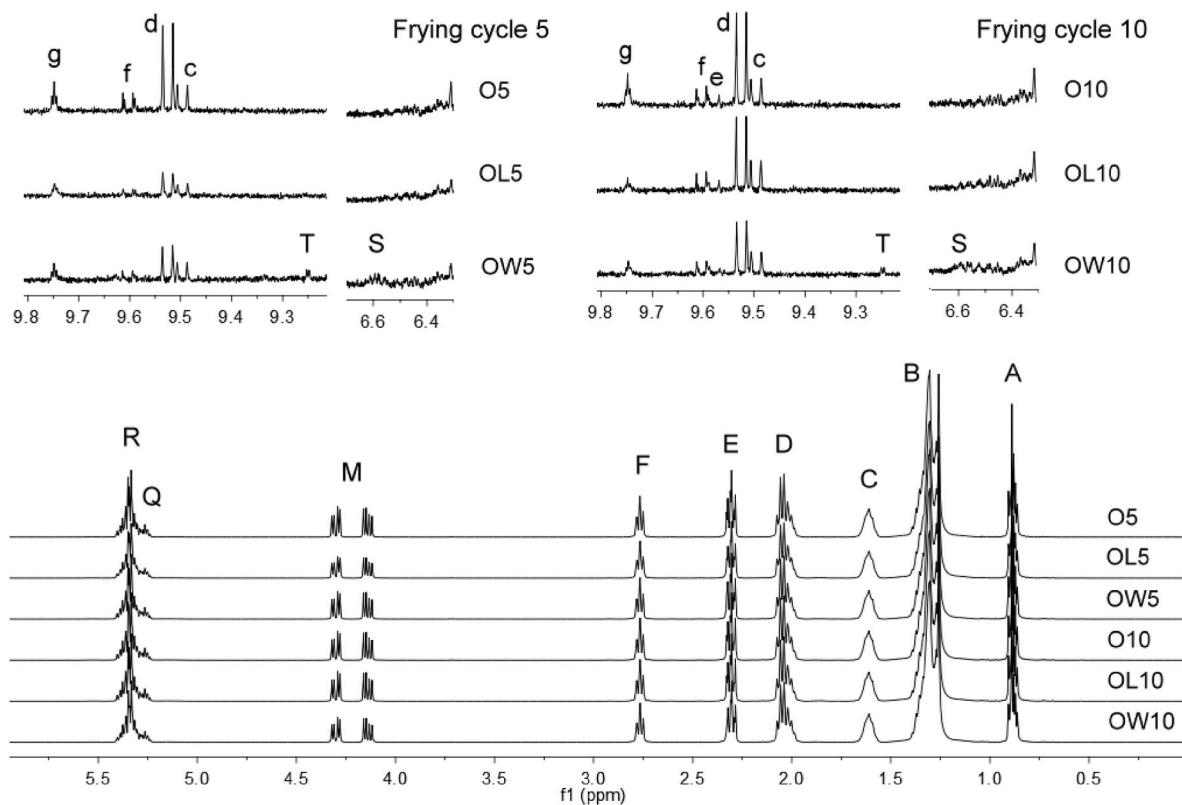 Frying cycle 5
g
f
d
c
O5
OL5
T
S
OW5
9.8 9.7 9.6 9.5 9.4 9.3
6.6 6.4
Frying cycle 10
g
f
e
d
c
O10
OL10
T
S
OW10
9.8 9.7 9.6 9.5 9.4 9.3
6.6 6.4
R
Q
M
F
E
D
C
B
A
O5
OL5
OW5
O10
OL10
OW10
5.5 5.0 4.5 4.0 3.5 3.0 2.5 2.0 1.5 1.0 0.5
f1 (ppm)